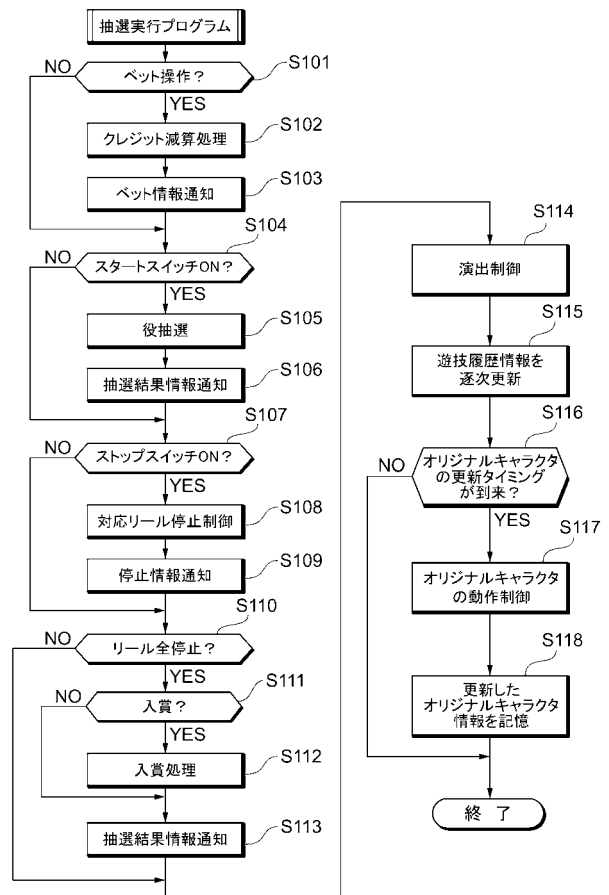 抽選実行プログラム
NO
ベット操作？
S101
YES
クレジット減算処理
S102
ベット情報通知
S103
S104
NO
スタートスイッチON？
YES
役抽選
S105
抽選結果情報通知
S106
S107
NO
ストップスイッチON？
YES
対応リール停止制御
S108
停止情報通知
S109
S110
NO
リール全停止？
YES
S111
NO
入賞？
YES
入賞処理
S112
抽選結果情報通知
S113
S114
演出制御
S115
遊技履歴情報を
逐次更新
S116
NO
オリジナルキャラクタ
の更新タイミング
が到来？
YES
S117
オリジナルキャラクタ
の動作制御
S118
更新した
オリジナルキャラクタ
情報を記憶
終 了